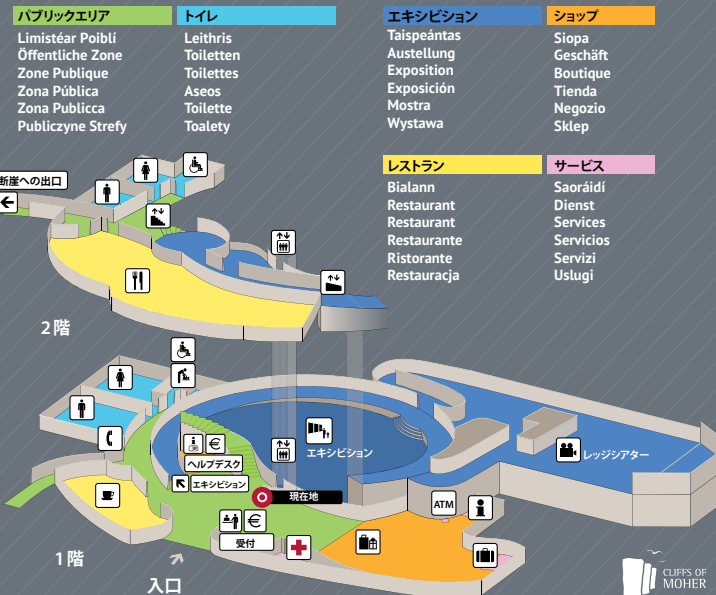 パブリックエリア
Limistéar Poiblí
Öffentliche Zone
Zone Publique
Zona Pública
Zona Publicca
Publiczyne Strefy
トイレ
Leithris
Toiletten
Toilettes
Aseos
Toilette
Toalety
エキシビション
Taispeántas
Austellung
Exposition
Exposición
Mostra
Wystawa
ショップ
Siopa
Geschäft
Boutique
Tienda
Negozio
Sklep
レストラン
Bialann
Restaurant
Restaurant
Restaurante
Ristorante
Restauracja
サービス
Saoráidí
Dienst
Services
Servicios
Servizi
Usługi
断崖への出口
2階
エキシビション
レッジシアター
€
ヘルプデスク
エキシビション
現在地
ATM
€
受付
1階
入口
CLIFFS OF
MOHER